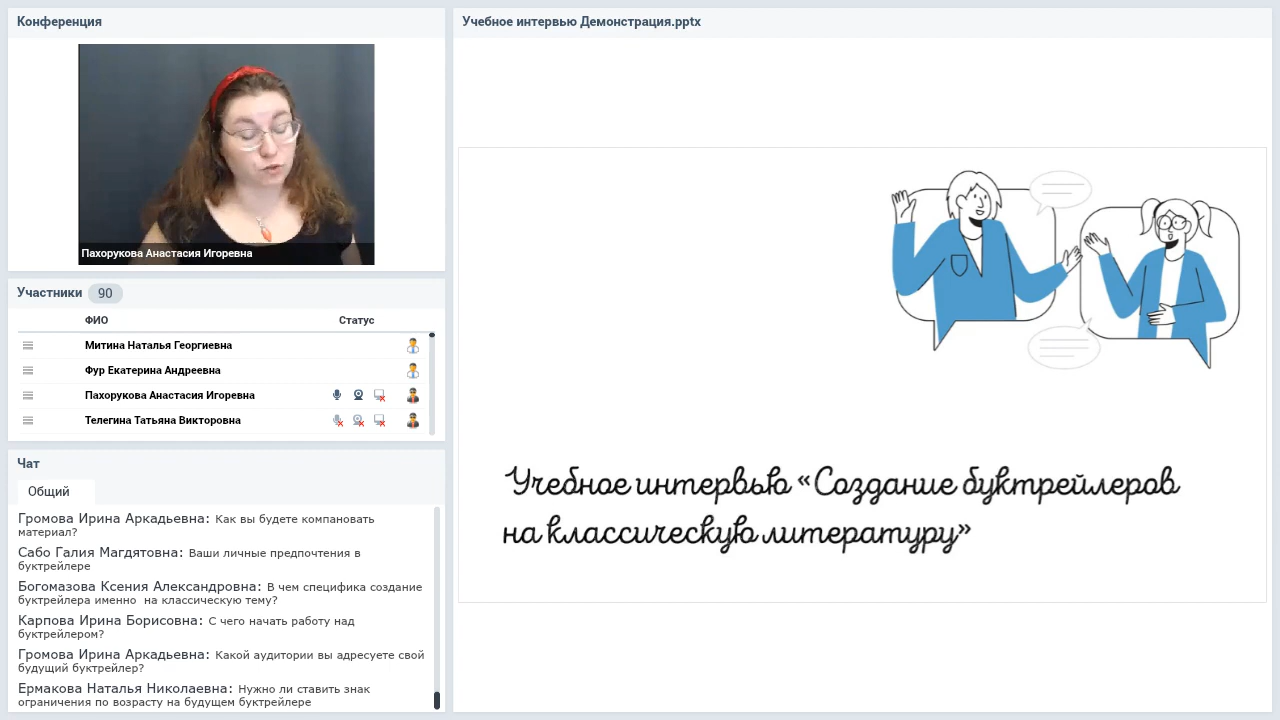 Конференция
Пахорукова Анастасия Игоревна
Участники 90
ФИО Статус
Митина Наталья Георгиевна
Фур Екатерина Андреевна
Пахорукова Анастасия Игоревна
Телегина Татьяна Викторовна
Чат
Общий
Громова Ирина Аркадьевна: Как вы будете компановать
материал?
Сабо Галия Магдятовна: Ваши личные предпочтения в
буктрейлере
Богомазова Ксения Александровна: В чем специфика создание
буктрейлера именно на классическую тему?
Карпова Ирина Борисовна: С чего начать работу над
буктрейлером?
Громова Ирина Аркадьевна: Какой аудитории вы адресуете свой
будущий буктрейлер?
Ермакова Наталья Николаевна: Нужно ли ставить знак
ограничения по возрасту на будущем буктрейлере
Учебное интервью Демонстрация.pptx
Учебное интервью «Создание буктрейлеров
на классическую литературу»